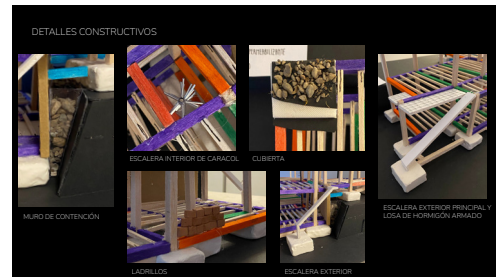 DETALLES CONSTRUCTIVOS
ESCALERA INTERIOR DE CARACOL
CUBIERTA
MURO DE CONTENCIÓN
ESCALERA EXTERIOR PRINCIPAL Y
LOSA DE HORMIGÓN ARMADO
LADRILLOS
ESCALERA EXTERIOR